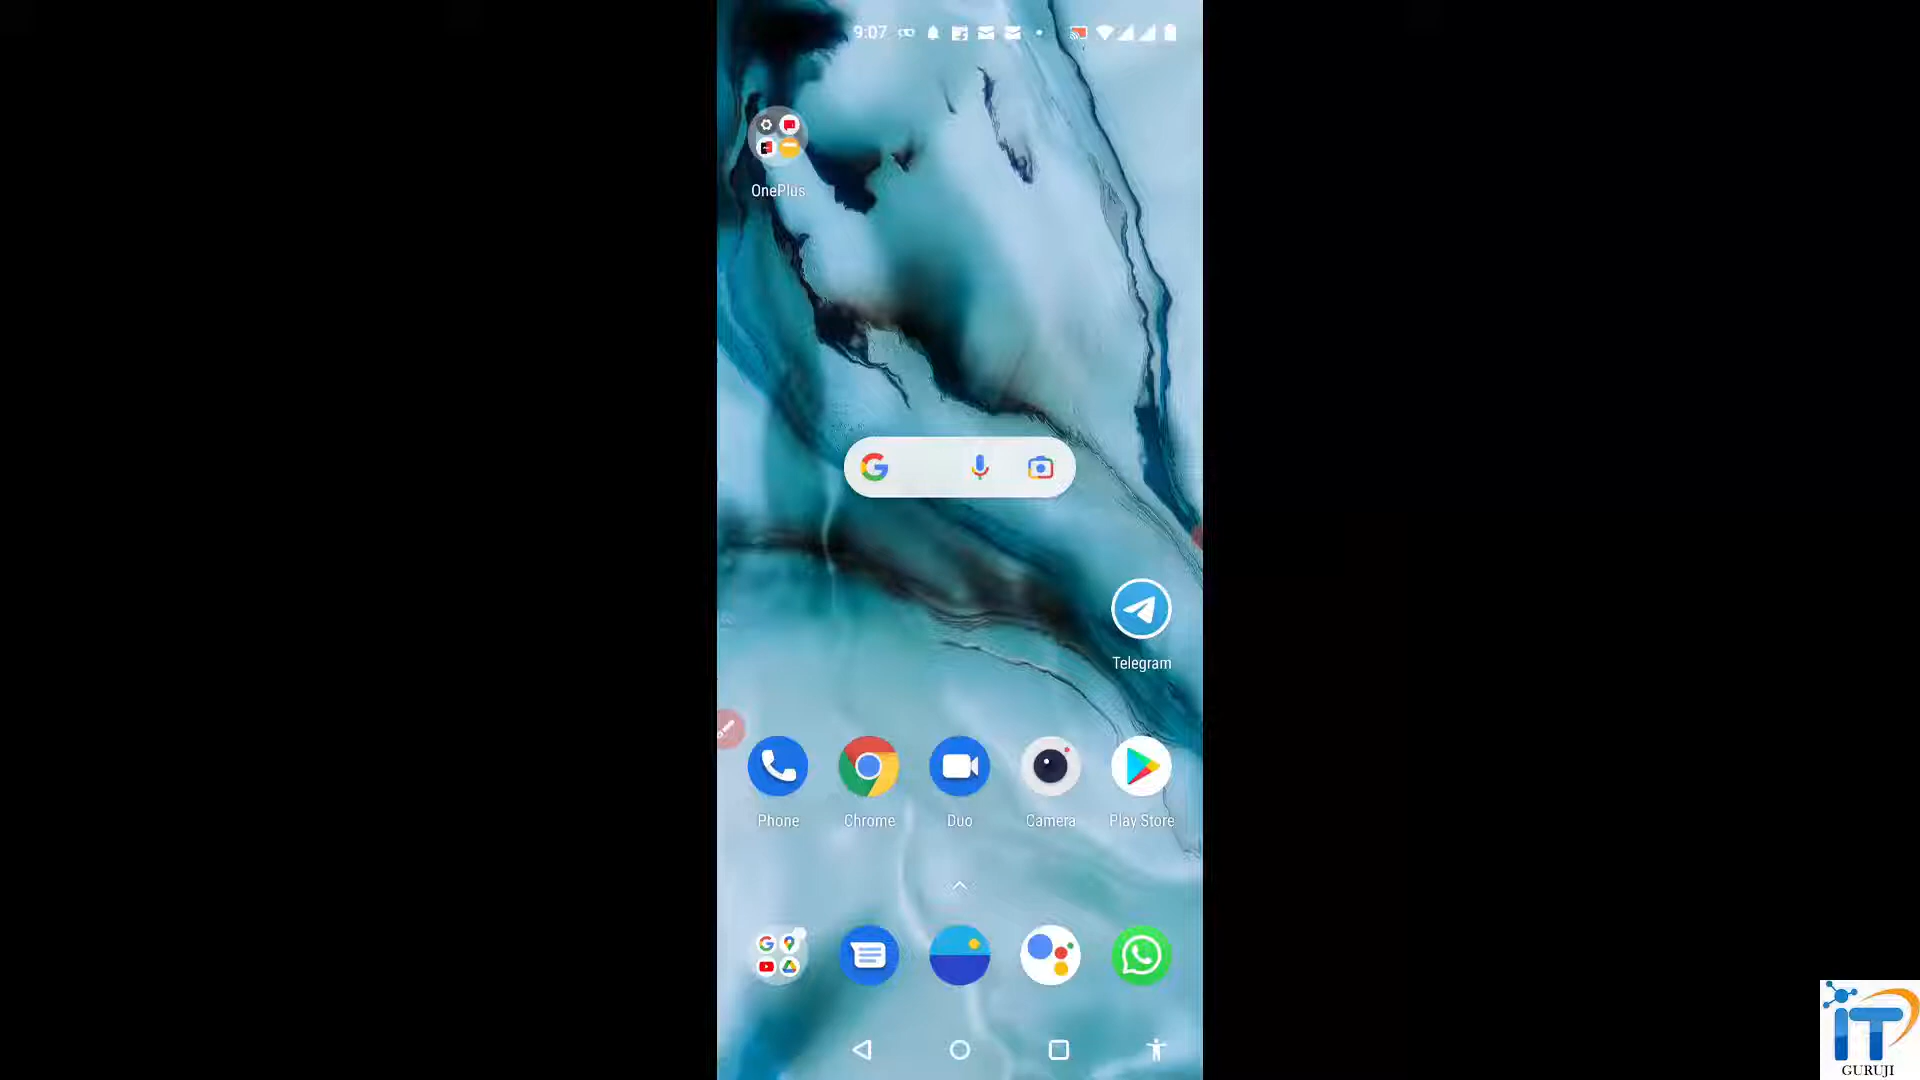 9:07
OnePlus
Telegram
Phone
Chrome
Duo
Camera
Play Store
IT
GURUJI